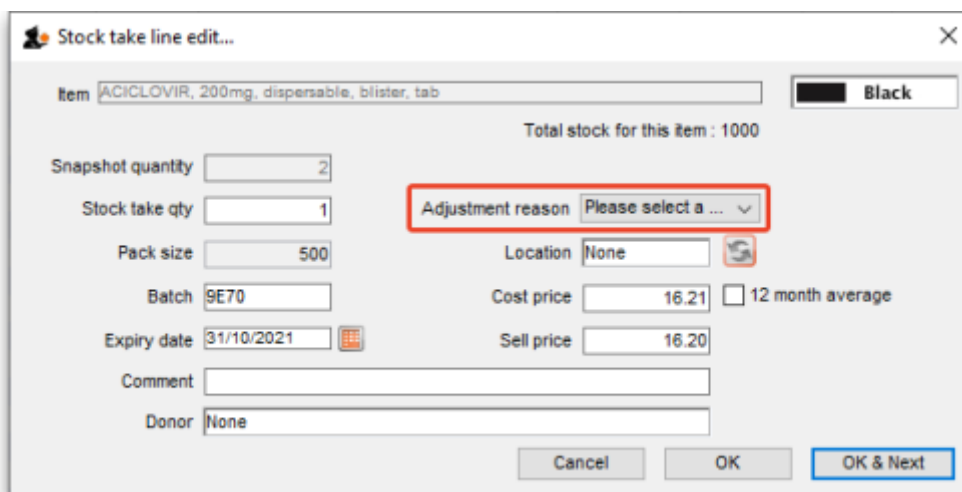 Stock take line edit...
Item ACICLOVIR, 200mg, dispersable, blister, tab
Black
Total stock for this item : 1000
Snapshot quantity 2
Stock take qty 1
Adjustment reason Please select a ...
Pack size 500
Location None
Batch 9E70
Cost price 16.21 12 month average
Expiry date 31/10/2021
Sell price 16.20
Comment
Donor None
Cancel OK OK & Next